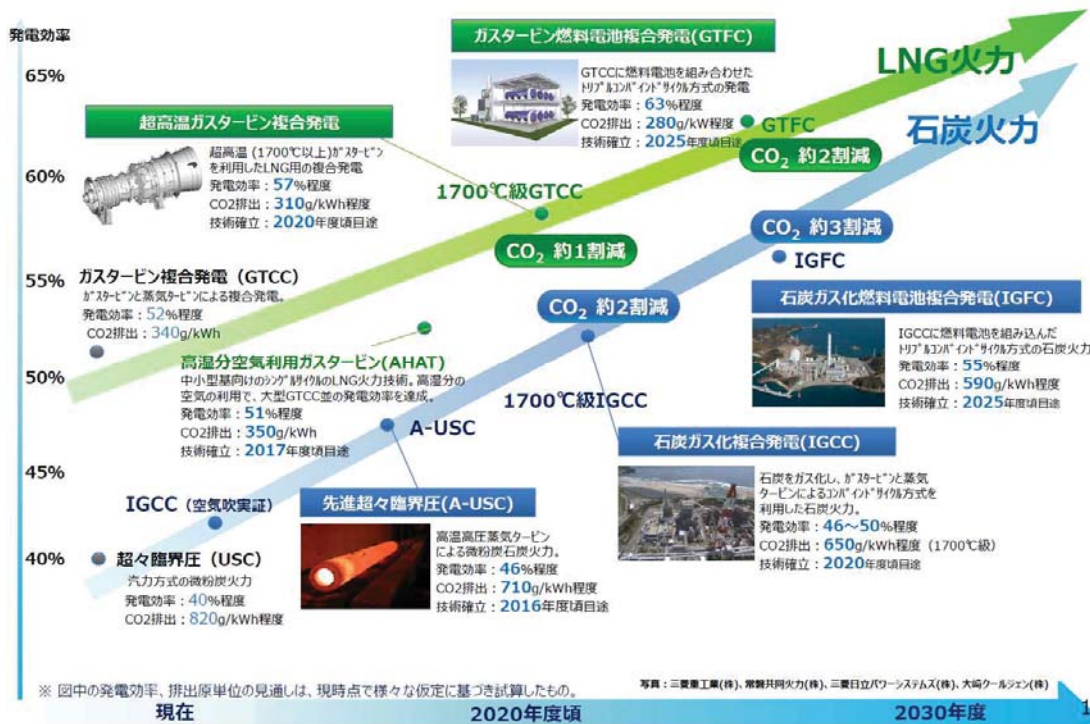 発電効率
65%
60%
55%
50%
45%
40%
LNG火力
石炭火力
ガスタービン燃料電池複合発電(GTFC)
GTCCに燃料電池を組み合わせた
トリプルコンバインドサイクル方式の発電
発電効率：63%程度
CO2排出：280g/kW程度
技術確立：2025年度頃目途
GTFC
CO2 約2割減
超高温ガスタービン複合発電
超高温 (1700℃以上)ガスタービン
を利用したLNG用の複合発電
発電効率：57%程度
CO2排出：310g/kWh程度
技術確立：2020年度頃目途
1700℃級GTCC
CO2 約1割減
ガスタービン複合発電（GTCC）
ガスタービンと蒸気タービンによる複合発電。
発電効率：52%程度
CO2排出：340g/kWh
高温分空気利用ガスタービン(AHAT)
中小型基向けのシングルサイクルのLNG火力技術。高湿分の
空気の利用で、大型GTCC並の発電効率を達成。
発電効率：51%程度
CO2排出：350g/kWh
技術確立：2017年度頃目途
CO2 約3割減
IGFC
CO2 約2割減
石炭ガス化燃料電池複合発電(IGFC)
IGCCに燃料電池を組み込んだ
トリプルコンバインドサイクル方式の石炭火力
発電効率：55%程度
CO2排出：590g/kWh程度
技術確立：2025年度頃目途
1700℃級IGCC
A-USC
石炭ガス化複合発電(IGCC)
石炭をガス化し、ガスタービンと蒸気
タービンによるコンバインドサイクル方式を
利用した石炭火力。
発電効率：46～50%程度
CO2排出：650g/kWh程度（1700℃級）
技術確立：2020年度頃目途
IGCC（空気吹実証）
先進超々臨界圧(A-USC)
高温高圧蒸気タービン
による微粉炭石炭火力。
発電効率：46%程度
CO2排出：710g/kWh程度
技術確立：2016年度頃目途
超々臨界圧（USC）
汽力方式の微粉炭火力
発電効率：40%程度
CO2排出：820g/kWh程度
※ 図中の発電効率、排出原単位の見通しは、現時点で様々な仮定に基づき試算したもの。
写真：三菱重工業(株)、常磐共同火力(株)、三菱日立パワーシステムズ(株)、大崎クールジェン(株)
現在
2020年度頃
2030年度
1